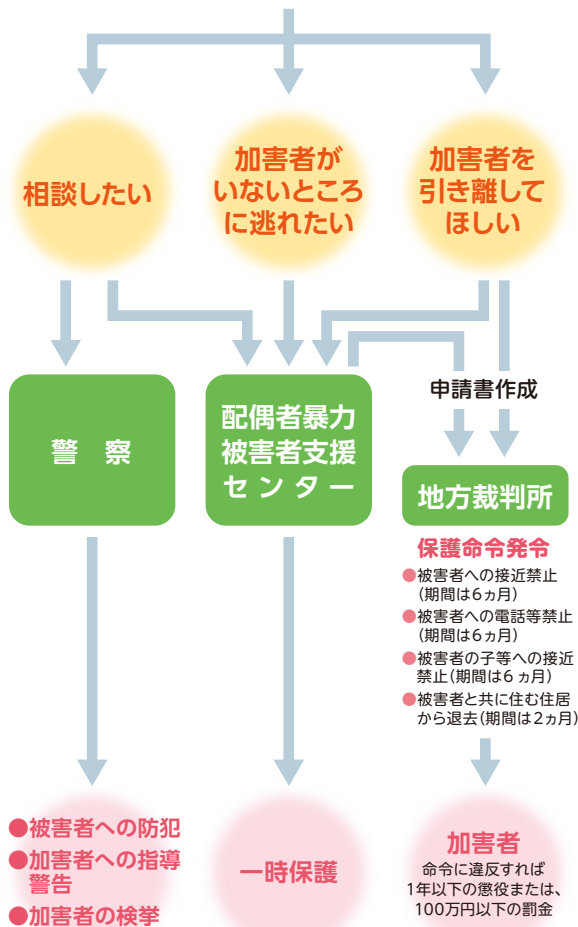 相談したい
加害者が
いないところ
に逃れたい
加害者を
引き離して
ほしい
警 察
配偶者暴力
被害者支援
センター
申請書作成
地方裁判所
保護命令発令
●被害者への接近禁止
(期間は6ヵ月)
●被害者への電話等禁止
(期間は6ヵ月)
●被害者の子等への接近
禁止(期間は6ヵ月)
●被害者と共に住む住居
から退去(期間は2ヵ月)
●被害者への防犯
●加害者への指導
警告
●加害者の検挙
一時保護
加害者
命令に違反すれば
1年以下の懲役または、
100万円以下の罰金